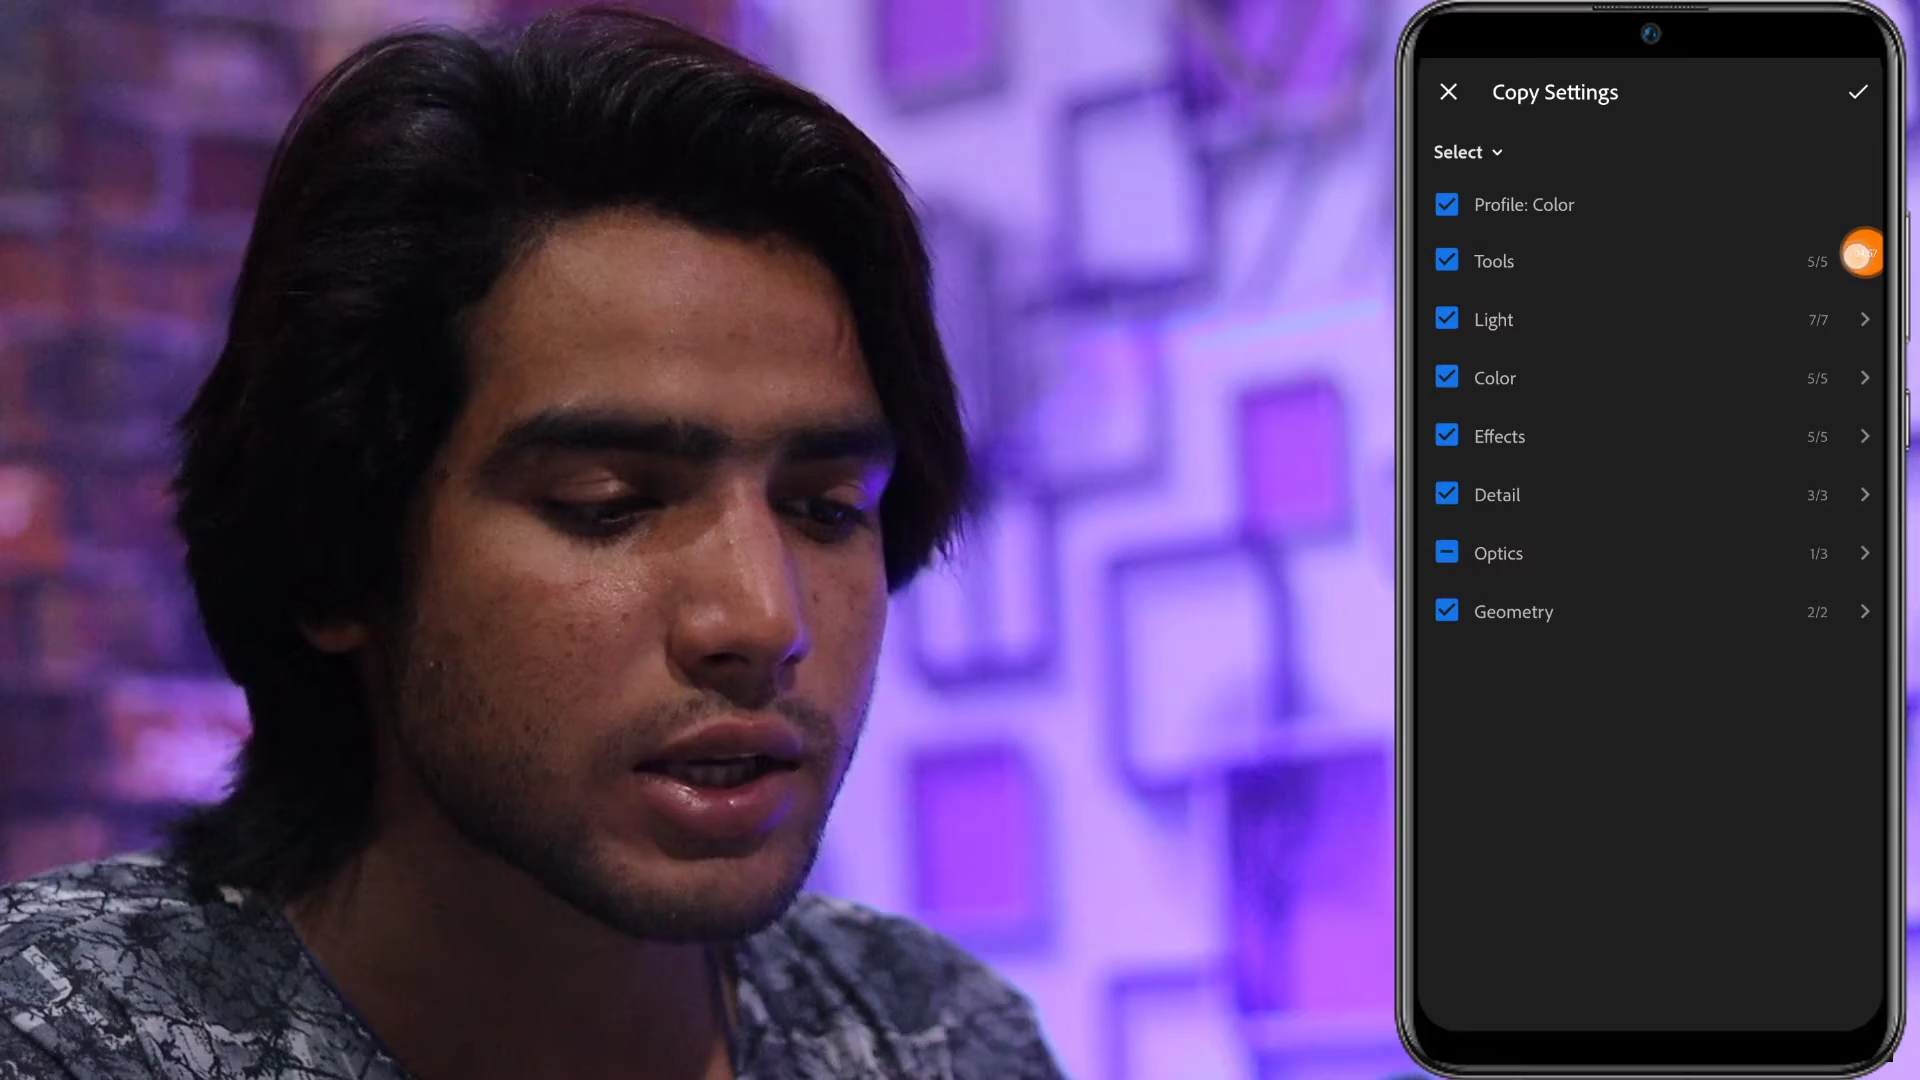 Copy Settings
Select
Profile: Color
Tools 5/5
Light 7/7
Color 5/5
Effects 5/5
Detail 3/3
Optics 1/3
Geometry 2/2